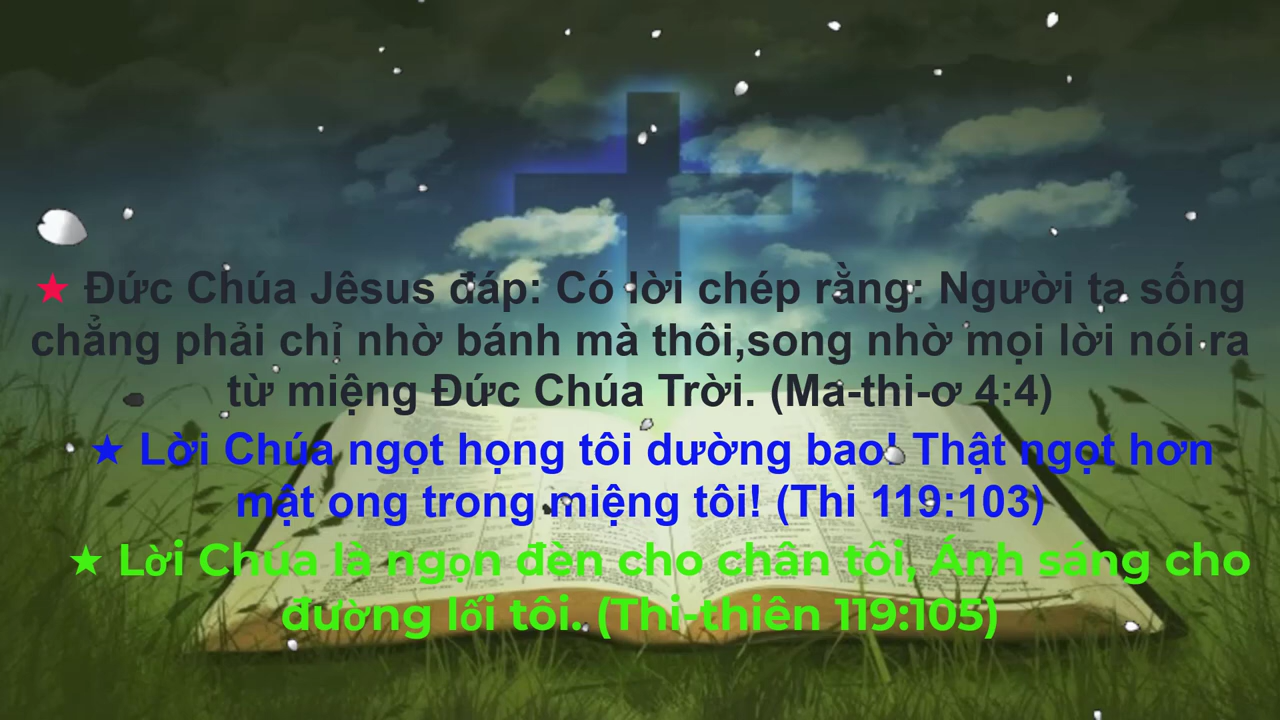 ★ Đức Chúa Jêsus đáp: Có lời chép rằng: Người ta sống
chẳng phải chỉ nhờ bánh mà thôi,song nhờ mọi lời nói ra
từ miệng Đức Chúa Trời. (Ma-thi-ơ 4:4)
★ Lời Chúa ngọt họng tôi dường bao! Thật ngọt hơn
mật ong trong miệng tôi! (Thi 119:103)
★ Lời Chúa là ngọn đèn cho chân tôi, Ánh sáng cho
đường lối tôi. (Thi-thiên 119:105)